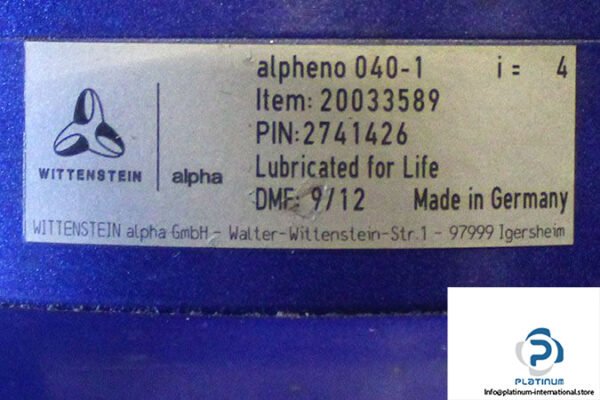 alpheno 040-1 i = 4
Item: 20033589
PIN:2741426
WITTENSTEIN alpha
Lubricated for Life
DMF: 9/12 Made in Germany
WITTENSTEIN alpha GmbH - Walter-Wittenstein-Str.1 - 97999 Igersheim
PLATINUM
Info@platinum-international.store